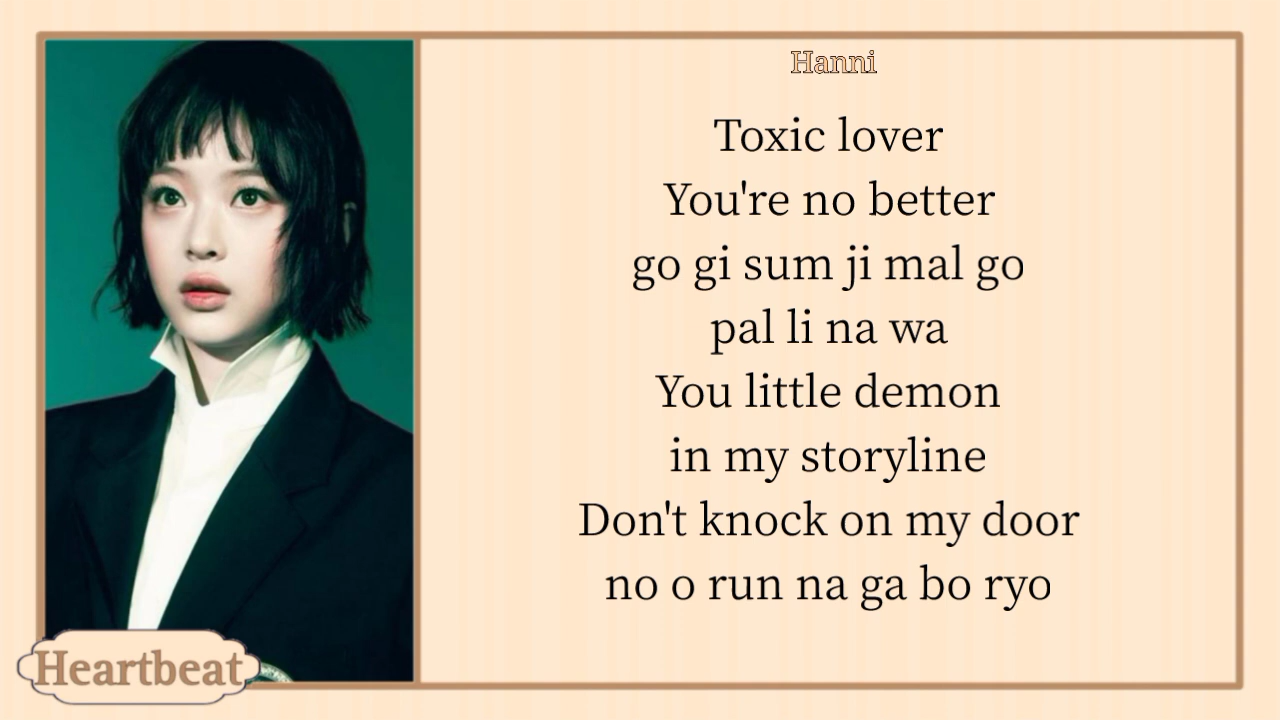 Hanni
Toxic lover
You're no better
go gi sum ji mal go
pal li na wa
You little demon
in my storyline
Don't knock on my door
no o run na ga bo ryo
Heartbeat